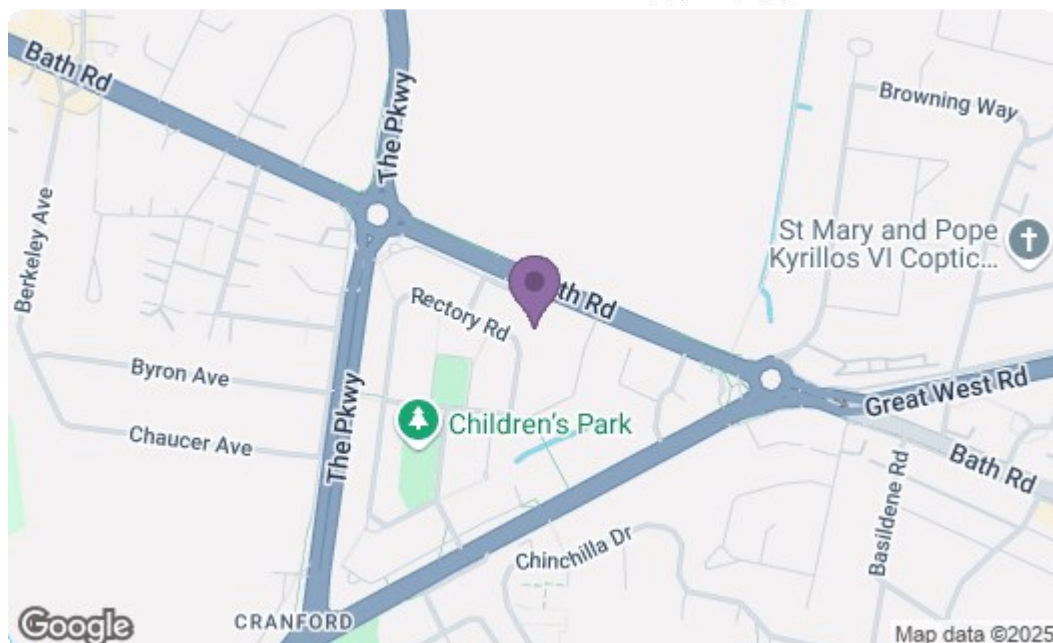 Bath Rd
The Pkwy
Browning Way
Berkeley Ave
St Mary and Pope
Kyrillos VI Coptic...
th Rd
Rectory Rd
Byron Ave
The Pkwy
Great West Rd
Children's Park
Chaucer Ave
Bath Rd
Basildene Rd
Chinchilla Dr
CRANFORD
Google
Map data ©2025